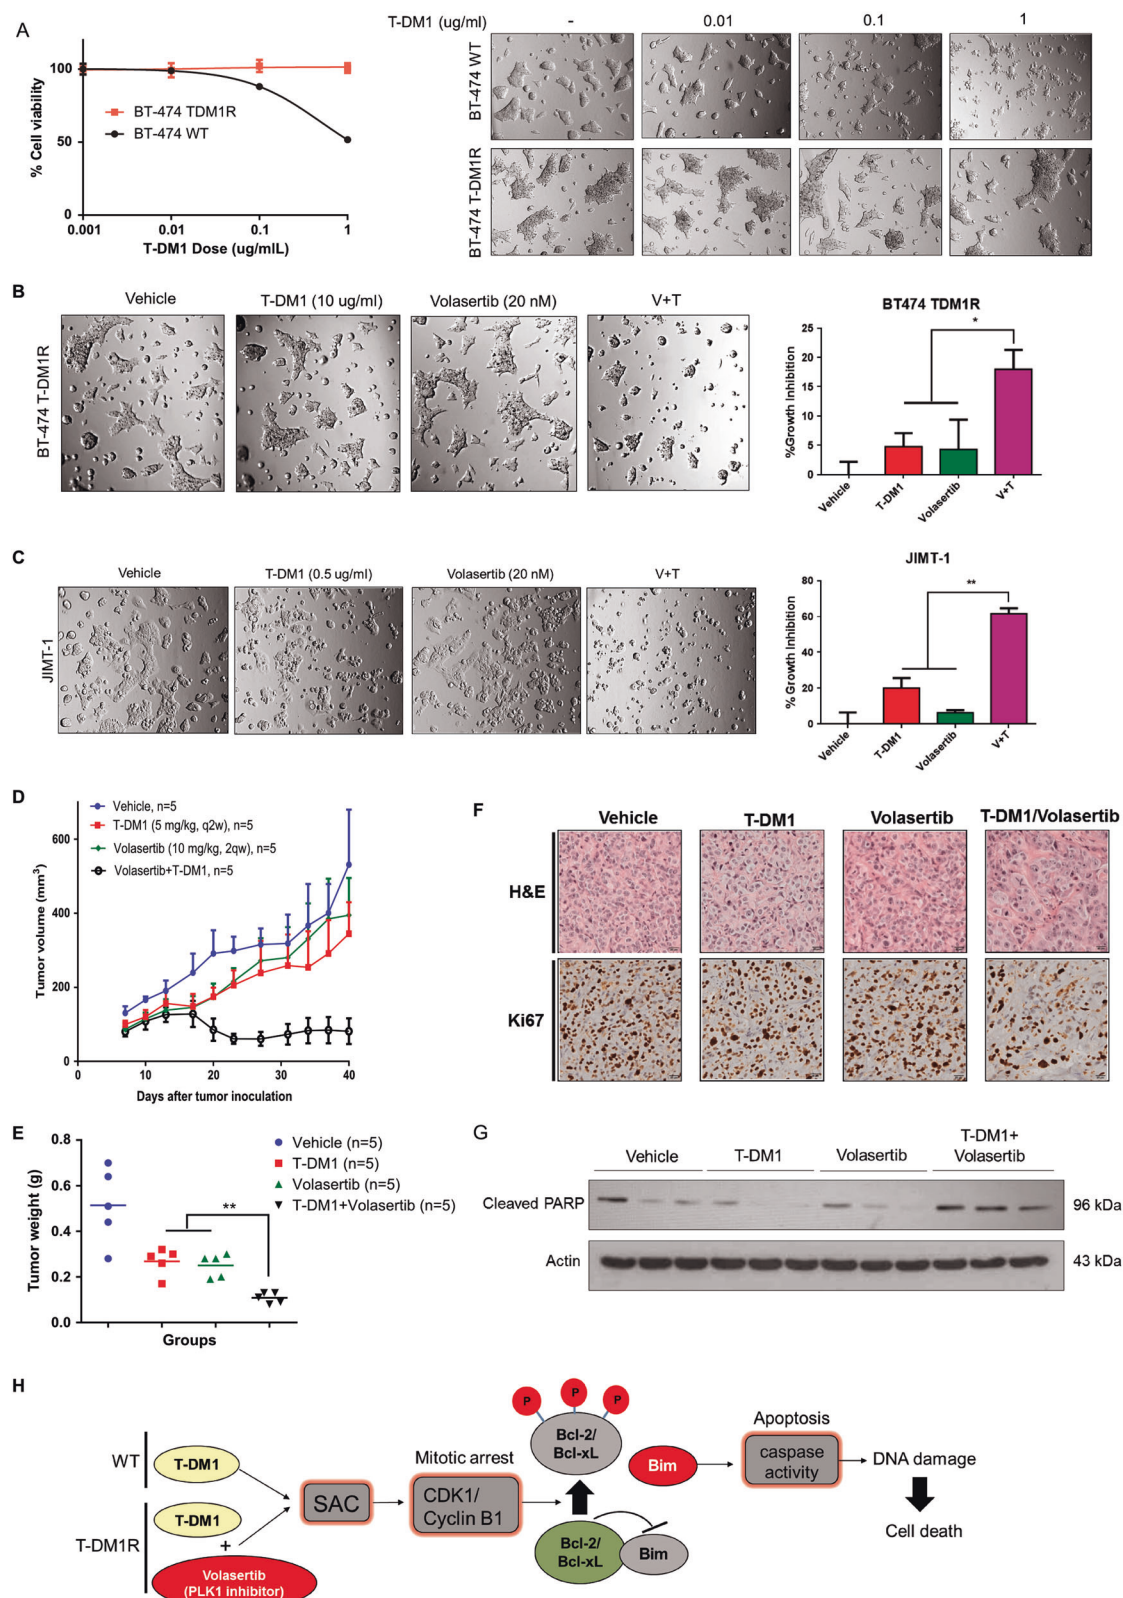 A
% Cell viability
100
50
0
BT-474 TDM1R
BT-474 WT
0.001
0.01
0.1
1
T-DM1 Dose (ug/mlL)
T-DM1 (ug/ml)
-
0.01
0.1
1
BT-474 WT
BT-474 T-DM1R
B
Vehicle
T-DM1 (10 ug/ml)
Volasertib (20 nM)
V+T
BT-474 T-DM1R
BT474 TDM1R
%Growth Inhibition
25
20
15
10
5
0
*
Vehicle
T-DM1
Volasertib
V+T
C
Vehicle
T-DM1 (0.5 ug/ml)
Volasertib (20 nM)
V+T
JIMT-1
JIMT-1
% Growth Inhibition
80
60
40
20
0
**
Vehicle
T-DM1
Volasertib
V+T
D
Vehicle, n=5
T-DM1 (5 mg/kg, q2w), n=5
Volasertib (10 mg/kg, 2qw), n=5
Volasertib+T-DM1, n=5
Tumor volume (mm³)
600
400
200
0
10
20
30
40
Days after tumor inoculation
F
Vehicle
T-DM1
Volasertib
T-DM1/Volasertib
H&E
Ki67
E
Tumor weight (g)
0.8
0.6
0.4
0.2
0.0
**
Vehicle (n=5)
T-DM1 (n=5)
Volasertib (n=5)
T-DM1+Volasertib (n=5)
Groups
G
Vehicle
T-DM1
Volasertib
T-DM1+
Volasertib
Cleaved PARP
96 kDa
Actin
43 kDa
H
WT
T-DM1
T-DM1R
T-DM1
+
Volasertib
(PLK1 inhibitor)
SAC
Mitotic arrest
CDK1/
Cyclin B1
P
P
P
Bcl-2/
Bcl-xL
Bcl-2/
Bcl-xL
Bim
Bim
Apoptosis
caspase
activity
DNA damage
Cell death